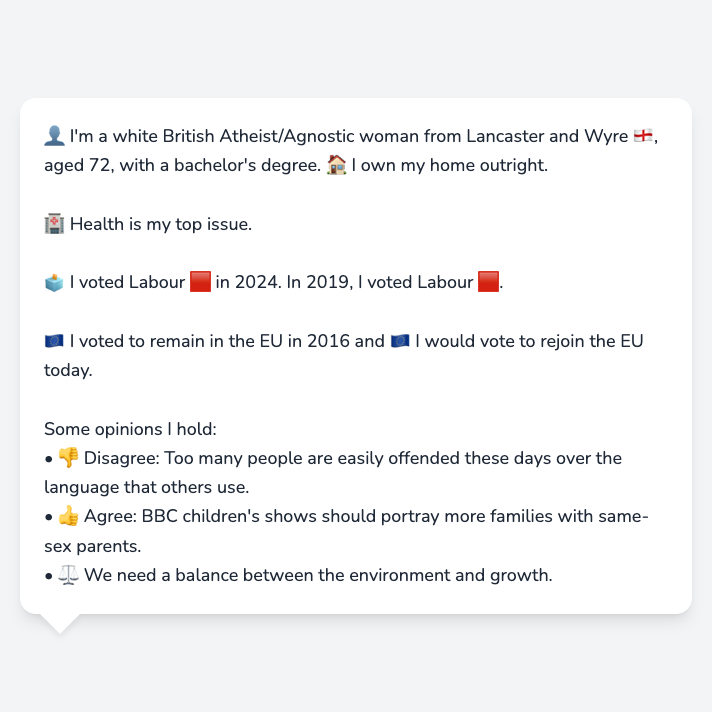 👤 I'm a white British Atheist/Agnostic woman from Lancaster and Wyre 🏴󠁧󠁢󠁥󠁮󠁧󠁿,
aged 72, with a bachelor's degree. 🏠 I own my home outright.
🏥 Health is my top issue.
🗳️ I voted Labour 🟥 in 2024. In 2019, I voted Labour 🟥.
🇪🇺 I voted to remain in the EU in 2016 and 🇪🇺 I would vote to rejoin the EU
today.
Some opinions I hold:
• 👎 Disagree: Too many people are easily offended these days over the
language that others use.
• 👍 Agree: BBC children's shows should portray more families with same-
sex parents.
• ⚖️ We need a balance between the environment and growth.